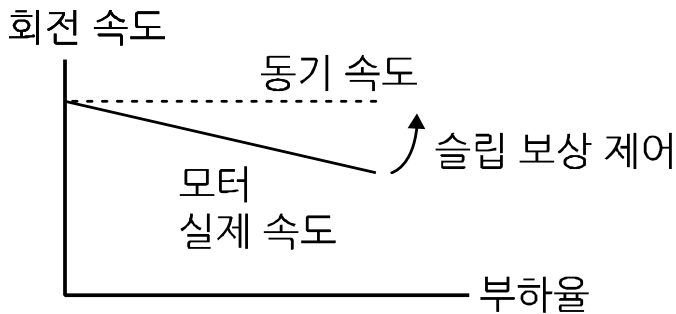 회전 속도
동기 속도
슬립 보상 제어
모터
실제 속도
부하율